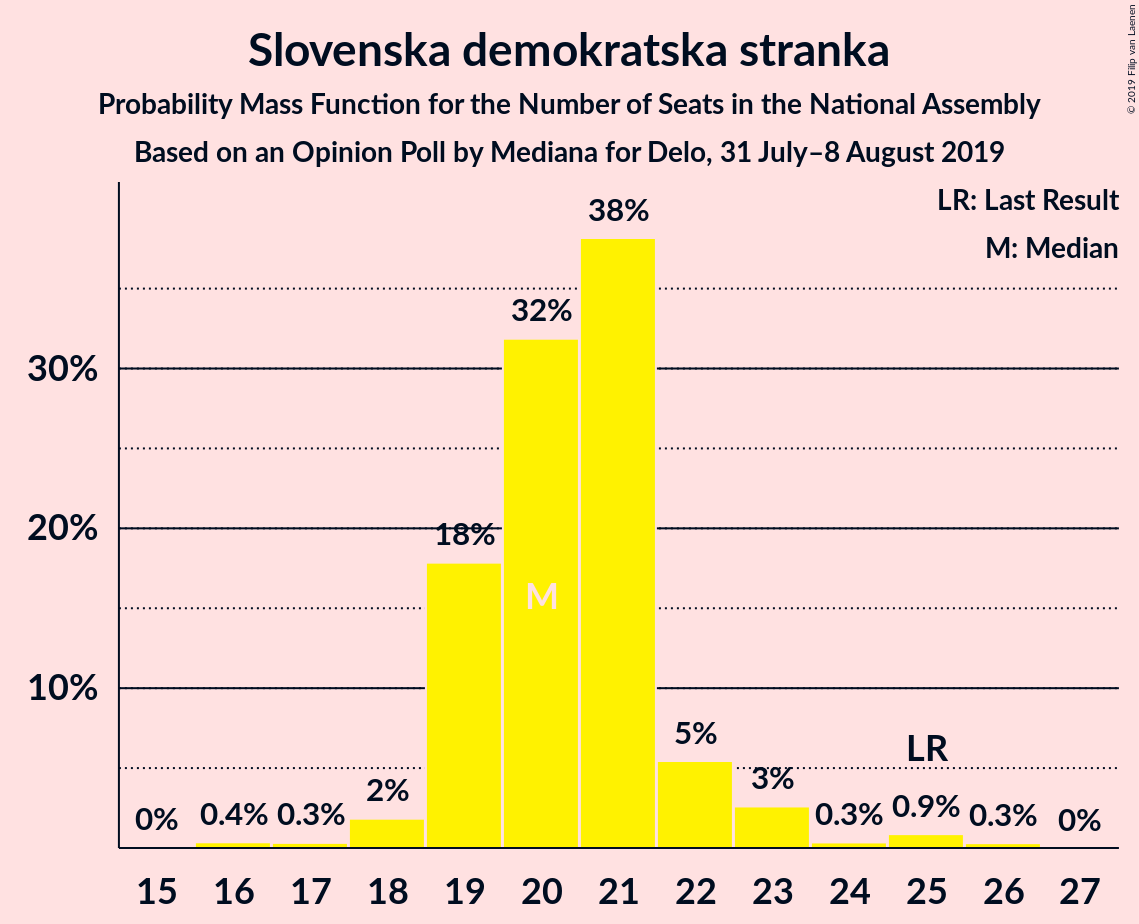 Slovenska demokratska stranka
Probability Mass Function for the Number of Seats in the National Assembly
Based on an Opinion Poll by Mediana for Delo, 31 July–8 August 2019
© 2019 Filip van Laenen
LR: Last Result
M: Median
30%
20%
10%
0%
0.4%
0.3%
2%
18%
32%
38%
5%
3%
0.3%
0.9%
0.3%
0%
M
LR
15 16 17 18 19 20 21 22 23 24 25 26 27